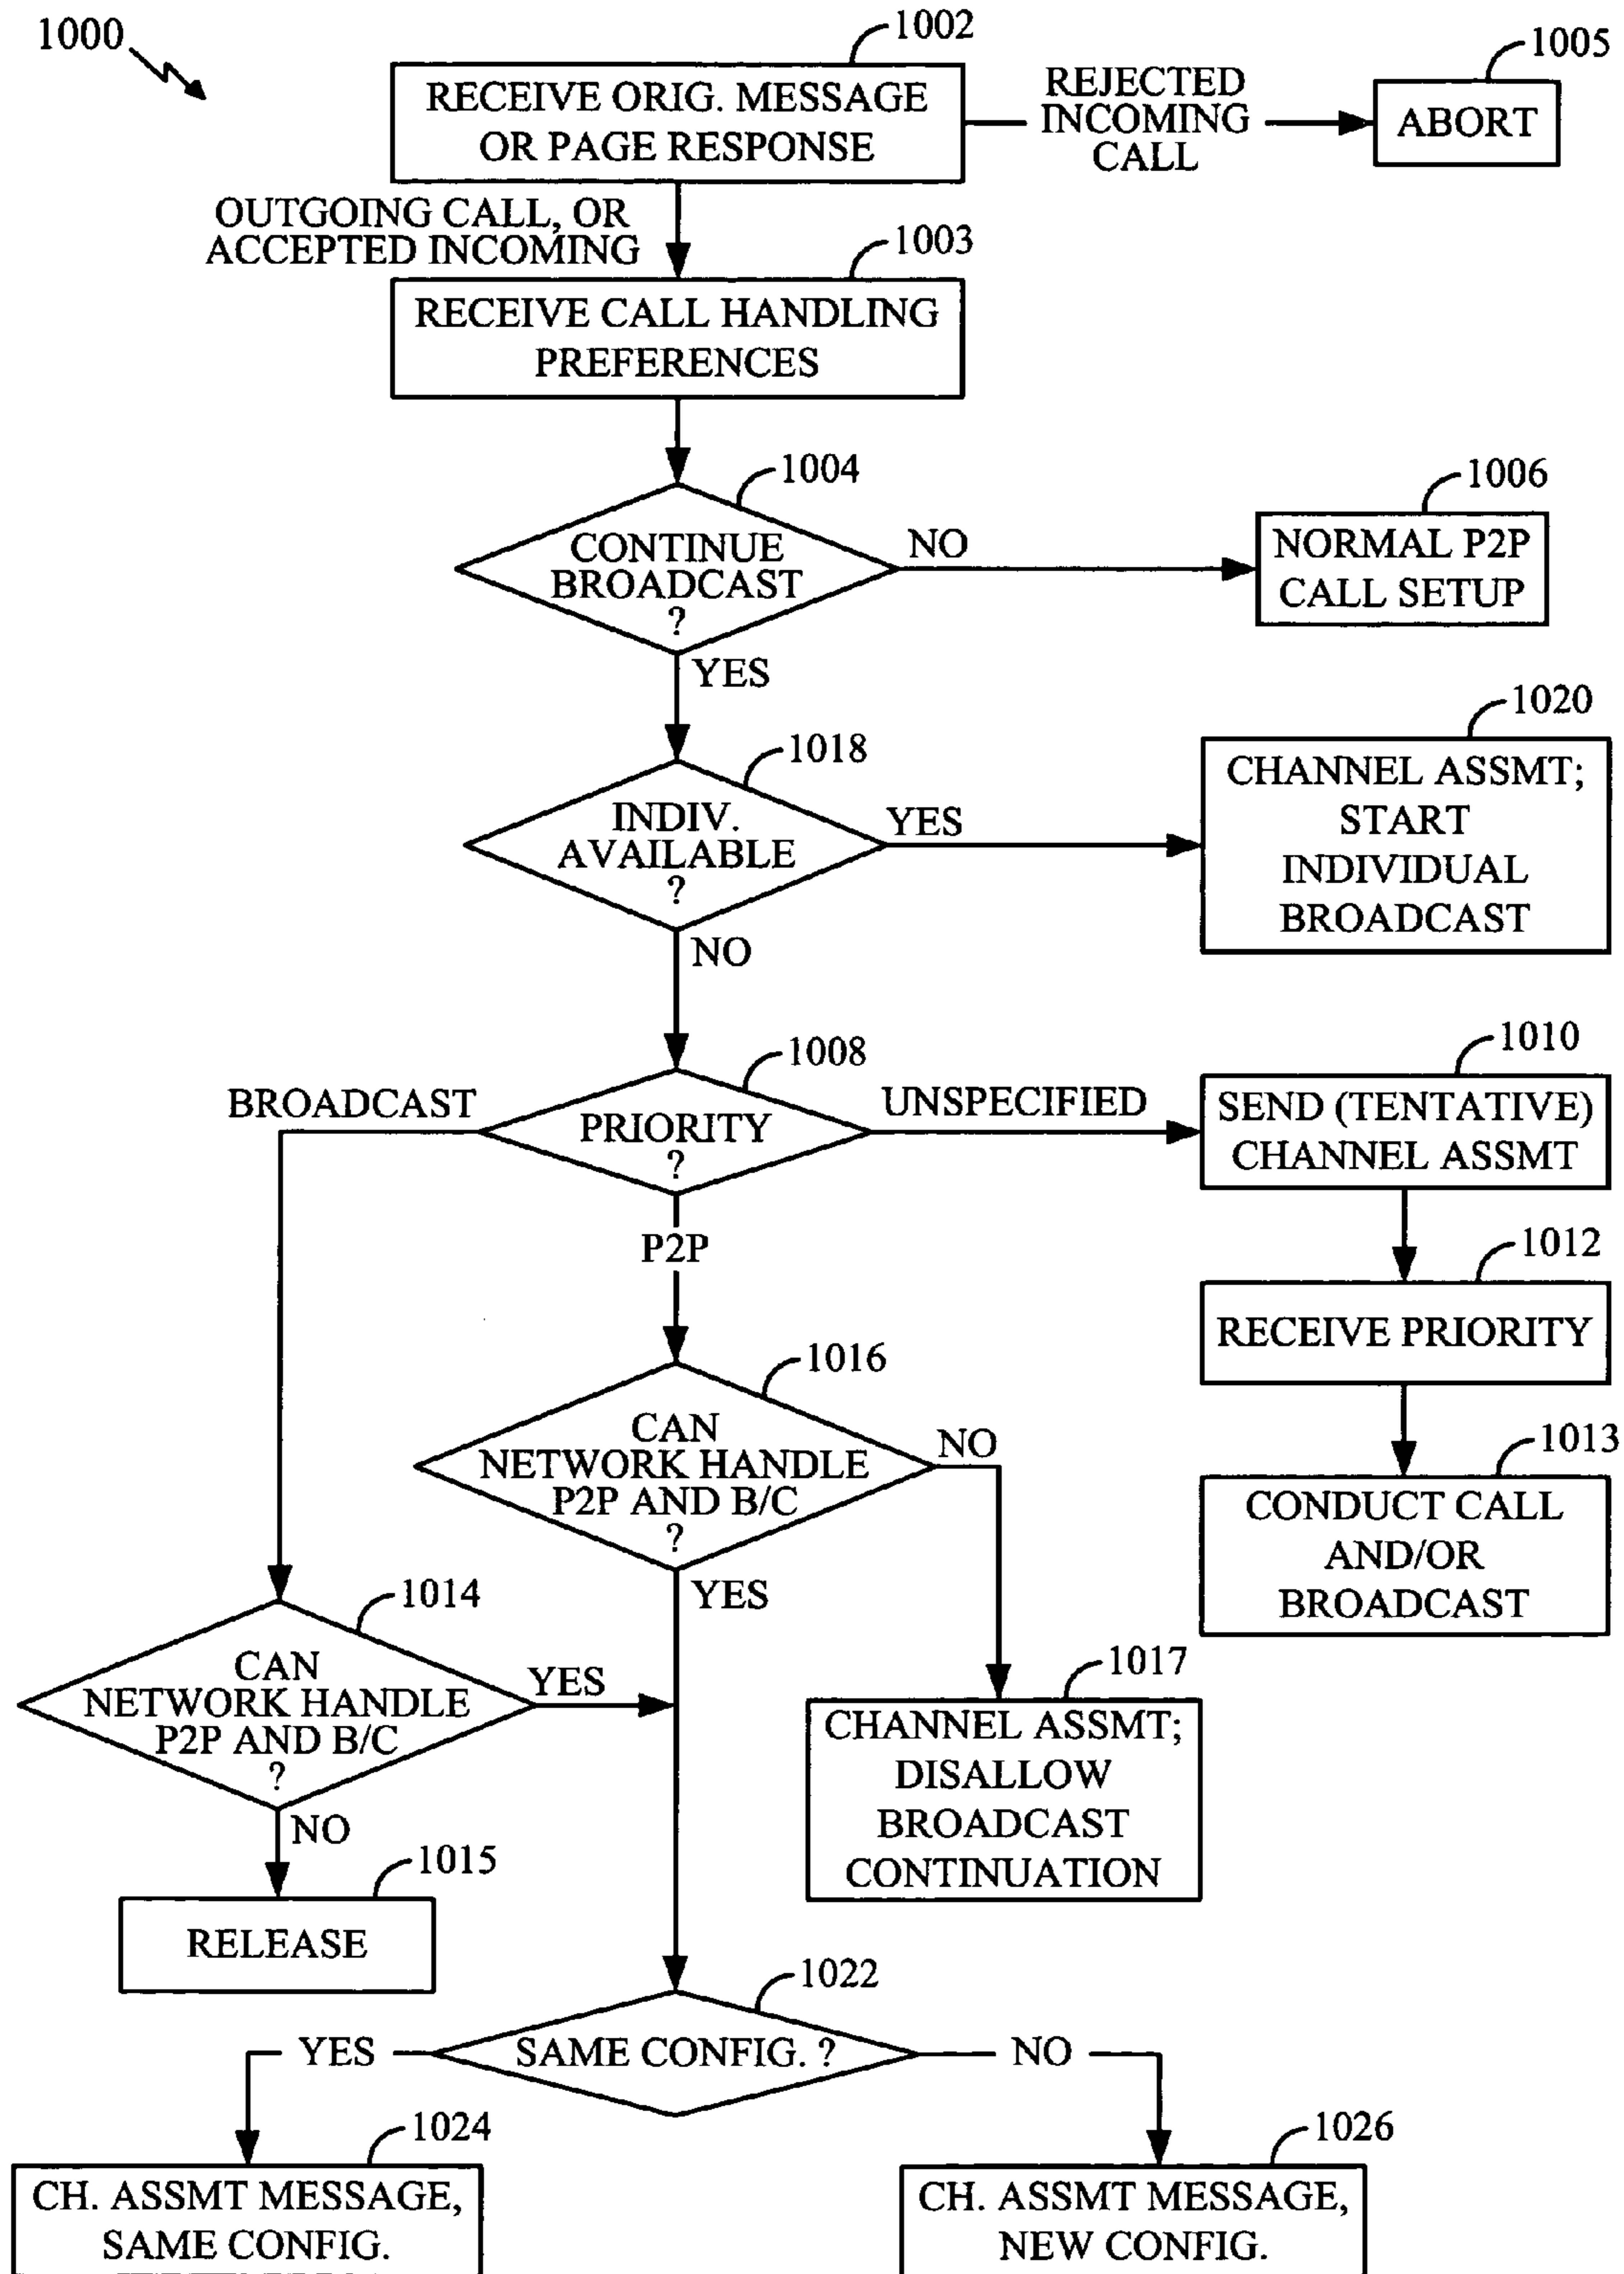 1000
1002
RECEIVE ORIG. MESSAGE
OR PAGE RESPONSE
REJECTED
INCOMING
CALL
1005
ABORT
OUTGOING CALL, OR
ACCEPTED INCOMING
1003
RECEIVE CALL HANDLING
PREFERENCES
1004
CONTINUE
BROADCAST
?
NO
1006
NORMAL P2P
CALL SETUP
YES
1018
INDIV.
AVAILABLE
?
YES
1020
CHANNEL ASSMT;
START
INDIVIDUAL
BROADCAST
NO
1008
PRIORITY
?
BROADCAST
UNSPECIFIED
1010
SEND (TENTATIVE)
CHANNEL ASSMT
P2P
1012
RECEIVE PRIORITY
1016
CAN
NETWORK HANDLE
P2P AND B/C
?
NO
1013
CONDUCT CALL
AND/OR
BROADCAST
YES
1014
CAN
NETWORK HANDLE
P2P AND B/C
?
YES
1017
CHANNEL ASSMT;
DISALLOW
BROADCAST
CONTINUATION
NO
1015
RELEASE
1022
SAME CONFIG. ?
YES
NO
1024
CH. ASSMT MESSAGE,
SAME CONFIG.
1026
CH. ASSMT MESSAGE,
NEW CONFIG.